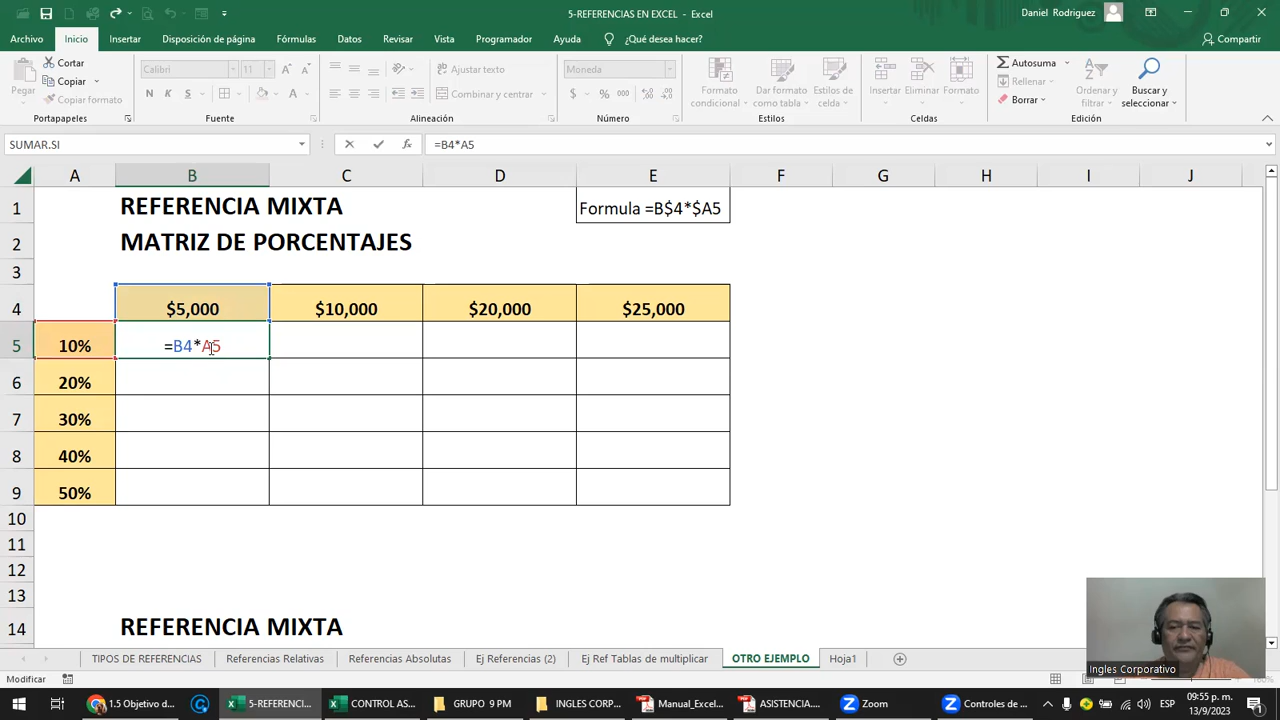 5-REFERENCIAS EN EXCEL - Excel
Daniel Rodriguez
Archivo Inicio Insertar Disposición de página Fórmulas Datos Revisar Vista Programador Ayuda ¿Qué desea hacer? Compartir
Pegar
Cortar
Copiar
Copiar formato
Calibri 11
N K S
Ajustar texto
Combinar y centrar
Moneda
$ % 000
Formato condicional
Dar formato como tabla
Estilos de celda
Insertar Eliminar Formato
Autosuma
Rellenar
Borrar
Ordenar y filtrar
Buscar y seleccionar
Portapapeles Fuente Alineación Número Estilos Celdas Edición
SUMAR.SI fx =B4*A5
A B C D E F G H I J
1 REFERENCIA MIXTA Formula =B$4*$A5
2 MATRIZ DE PORCENTAJES
3
4 $5,000 $10,000 $20,000 $25,000
5 10% =B4*A5
6 20%
7 30%
8 40%
9 50%
10
11
12
13
14 REFERENCIA MIXTA
Ingles Corporativo
TIPOS DE REFERENCIAS Referencias Relativas Referencias Absolutas Ej Referencias (2) Ej Ref Tablas de multiplicar OTRO EJEMPLO Hoja1
Modificar
1.5 Objetivo d... 5-REFERENCI... CONTROL AS... GRUPO 9 PM INGLES CORP... Manual_Exce... ASISTENCIA.... Zoom Controles de ... ESP 09:55 p. m.
13/9/2023